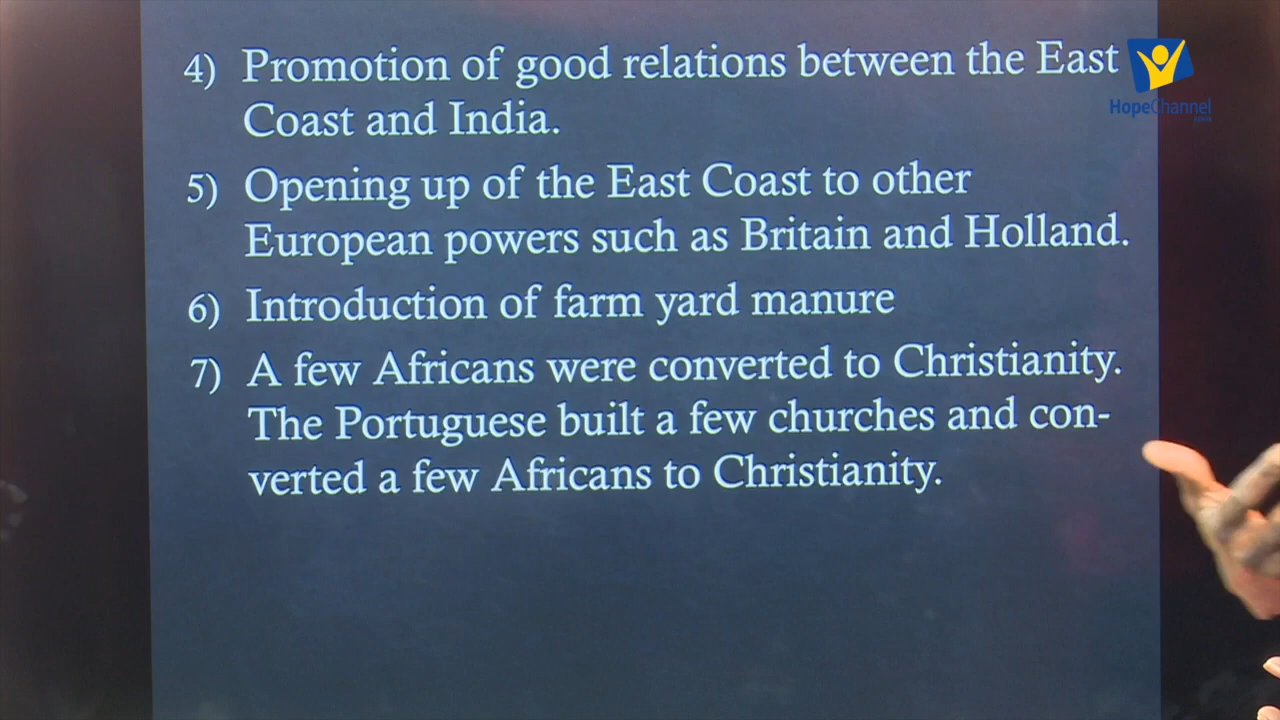 4) Promotion of good relations between the East
Coast and India.
HopeChannel
5) Opening up of the East Coast to other
European powers such as Britain and Holland.
6) Introduction of farm yard manure
7) A few Africans were converted to Christianity.
The Portuguese built a few churches and con-
verted a few Africans to Christianity.